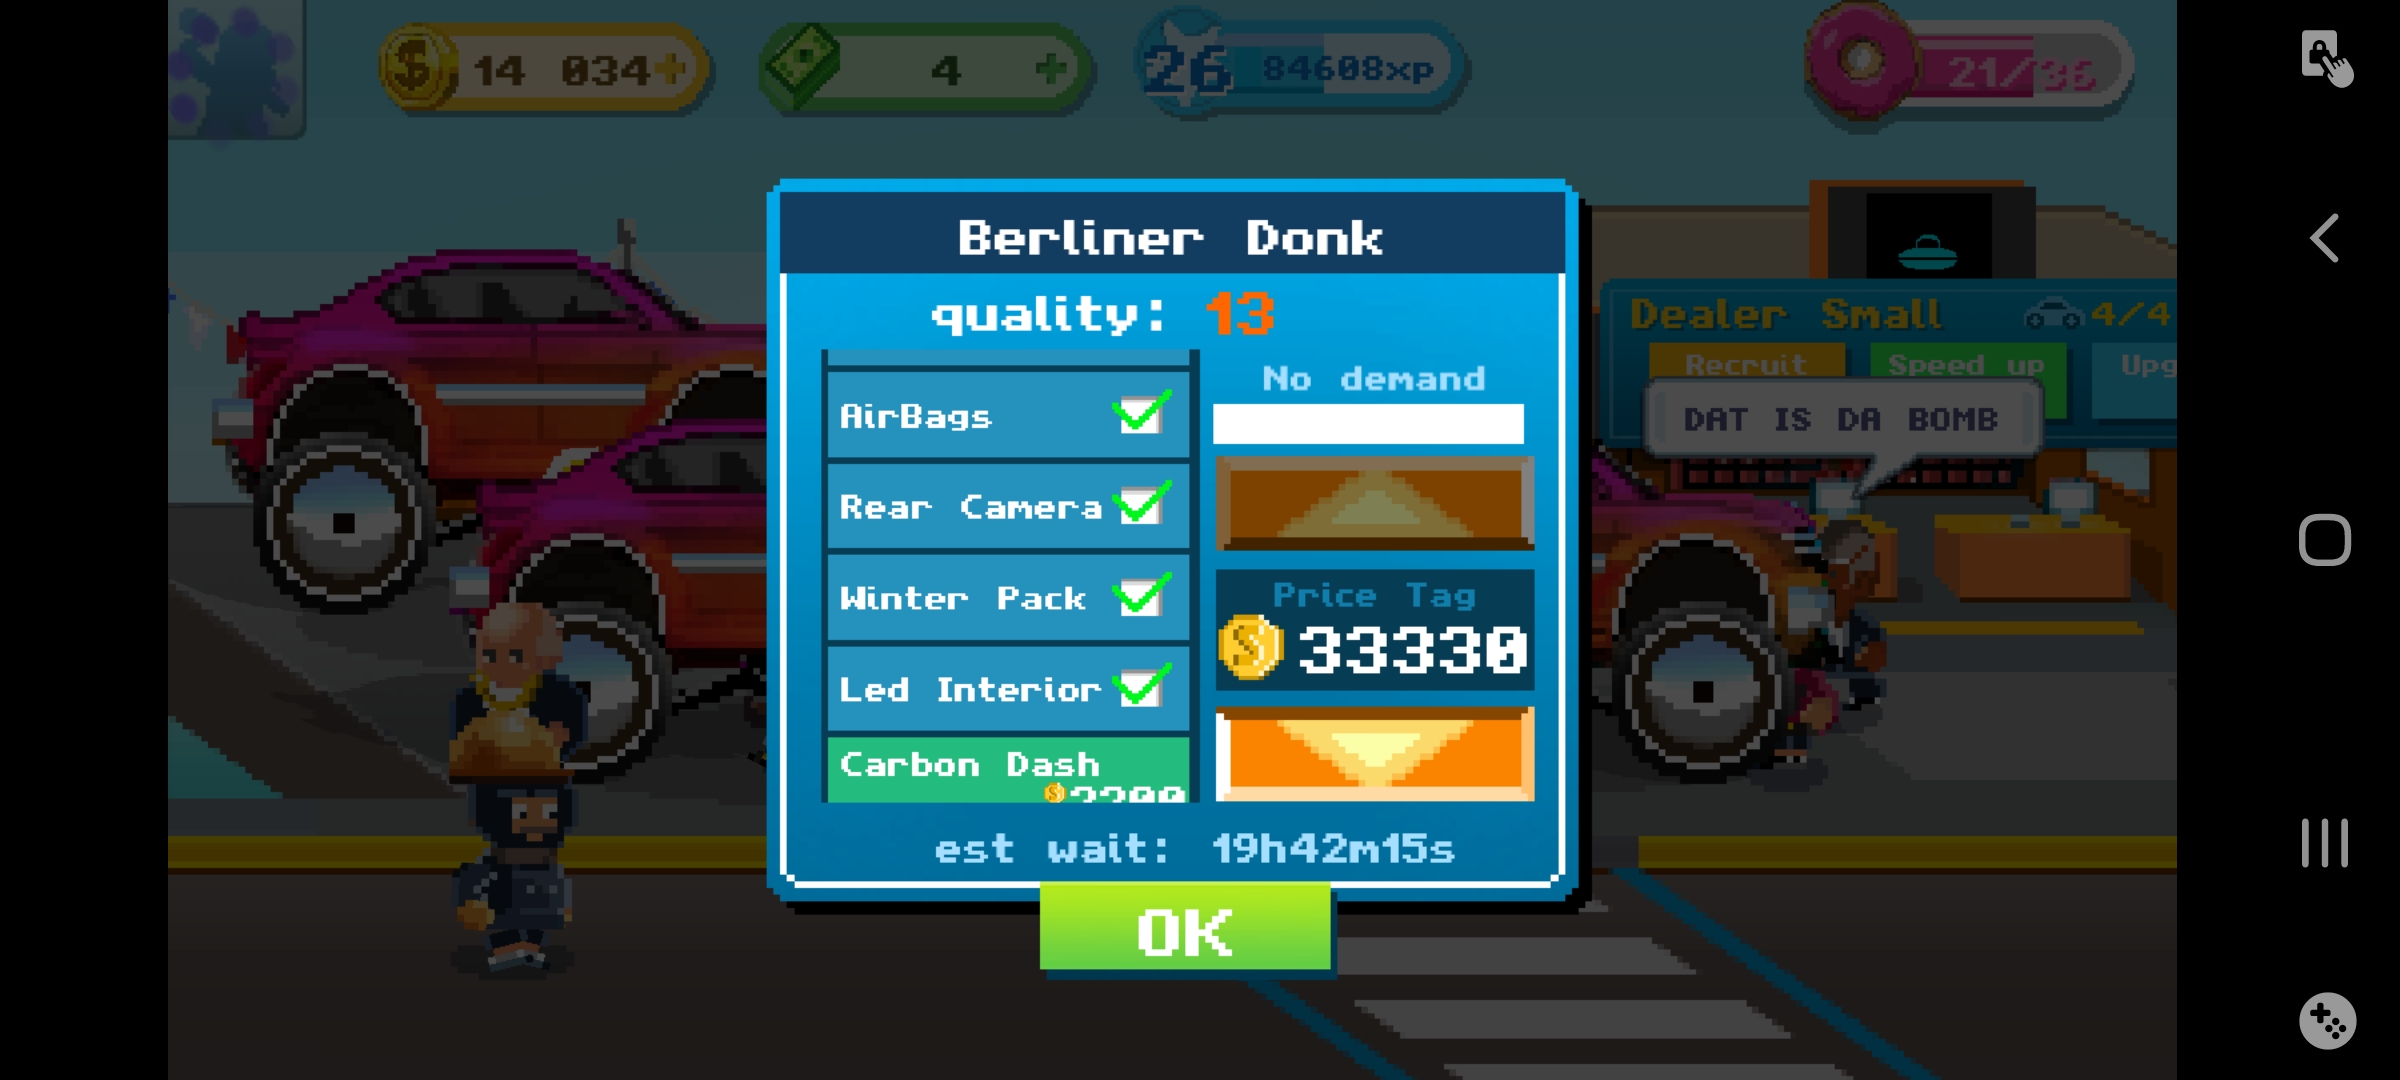 14 034+
4 +
26 84608xp
21/36
Berliner Donk
quality: 13
AirBags
Rear Camera
Winter Pack
Led Interior
Carbon Dash
No demand
Price Tag
33330
est wait: 19h42m15s
OK
Dealer Small 4/4
Recruit Speed up Upg
DAT IS DA BOMB